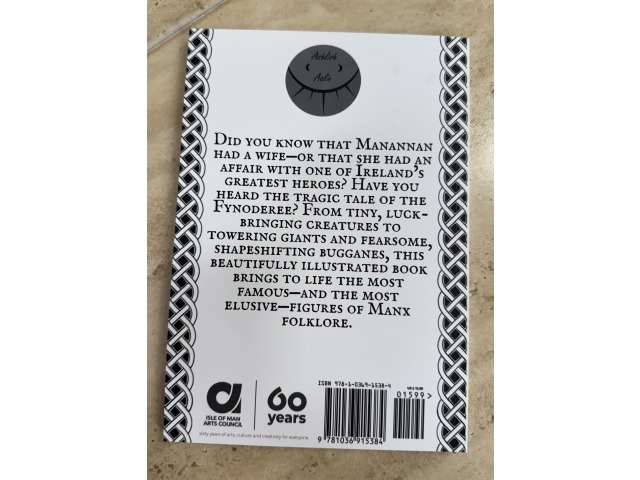 DID YOU KNOW THAT MANANNAN
HAD A WIFE—OR THAT SHE HAD AN
AFFAIR WITH ONE OF IRELAND'S
GREATEST HEROES? HAVE YOU
HEARD THE TRAGIC TALE OF THE
FYNODEREE? FROM TINY, LUCK-
BRINGING CREATURES TO
TOWERING GIANTS AND FEARSOME,
SHAPESHIFTING BUGGANES, THIS
BEAUTIFULLY ILLUSTRATED BOOK
BRINGS TO LIFE THE MOST
FAMOUS—AND THE MOST
ELUSIVE—FIGURES OF MANX
FOLKLORE.
ISBN 978-1-0369-1538-4
01599>
9 781036 915384
ISLE OF MAN
ARTS COUNCIL
60
years
sixty years of arts, culture and creativity for everyone